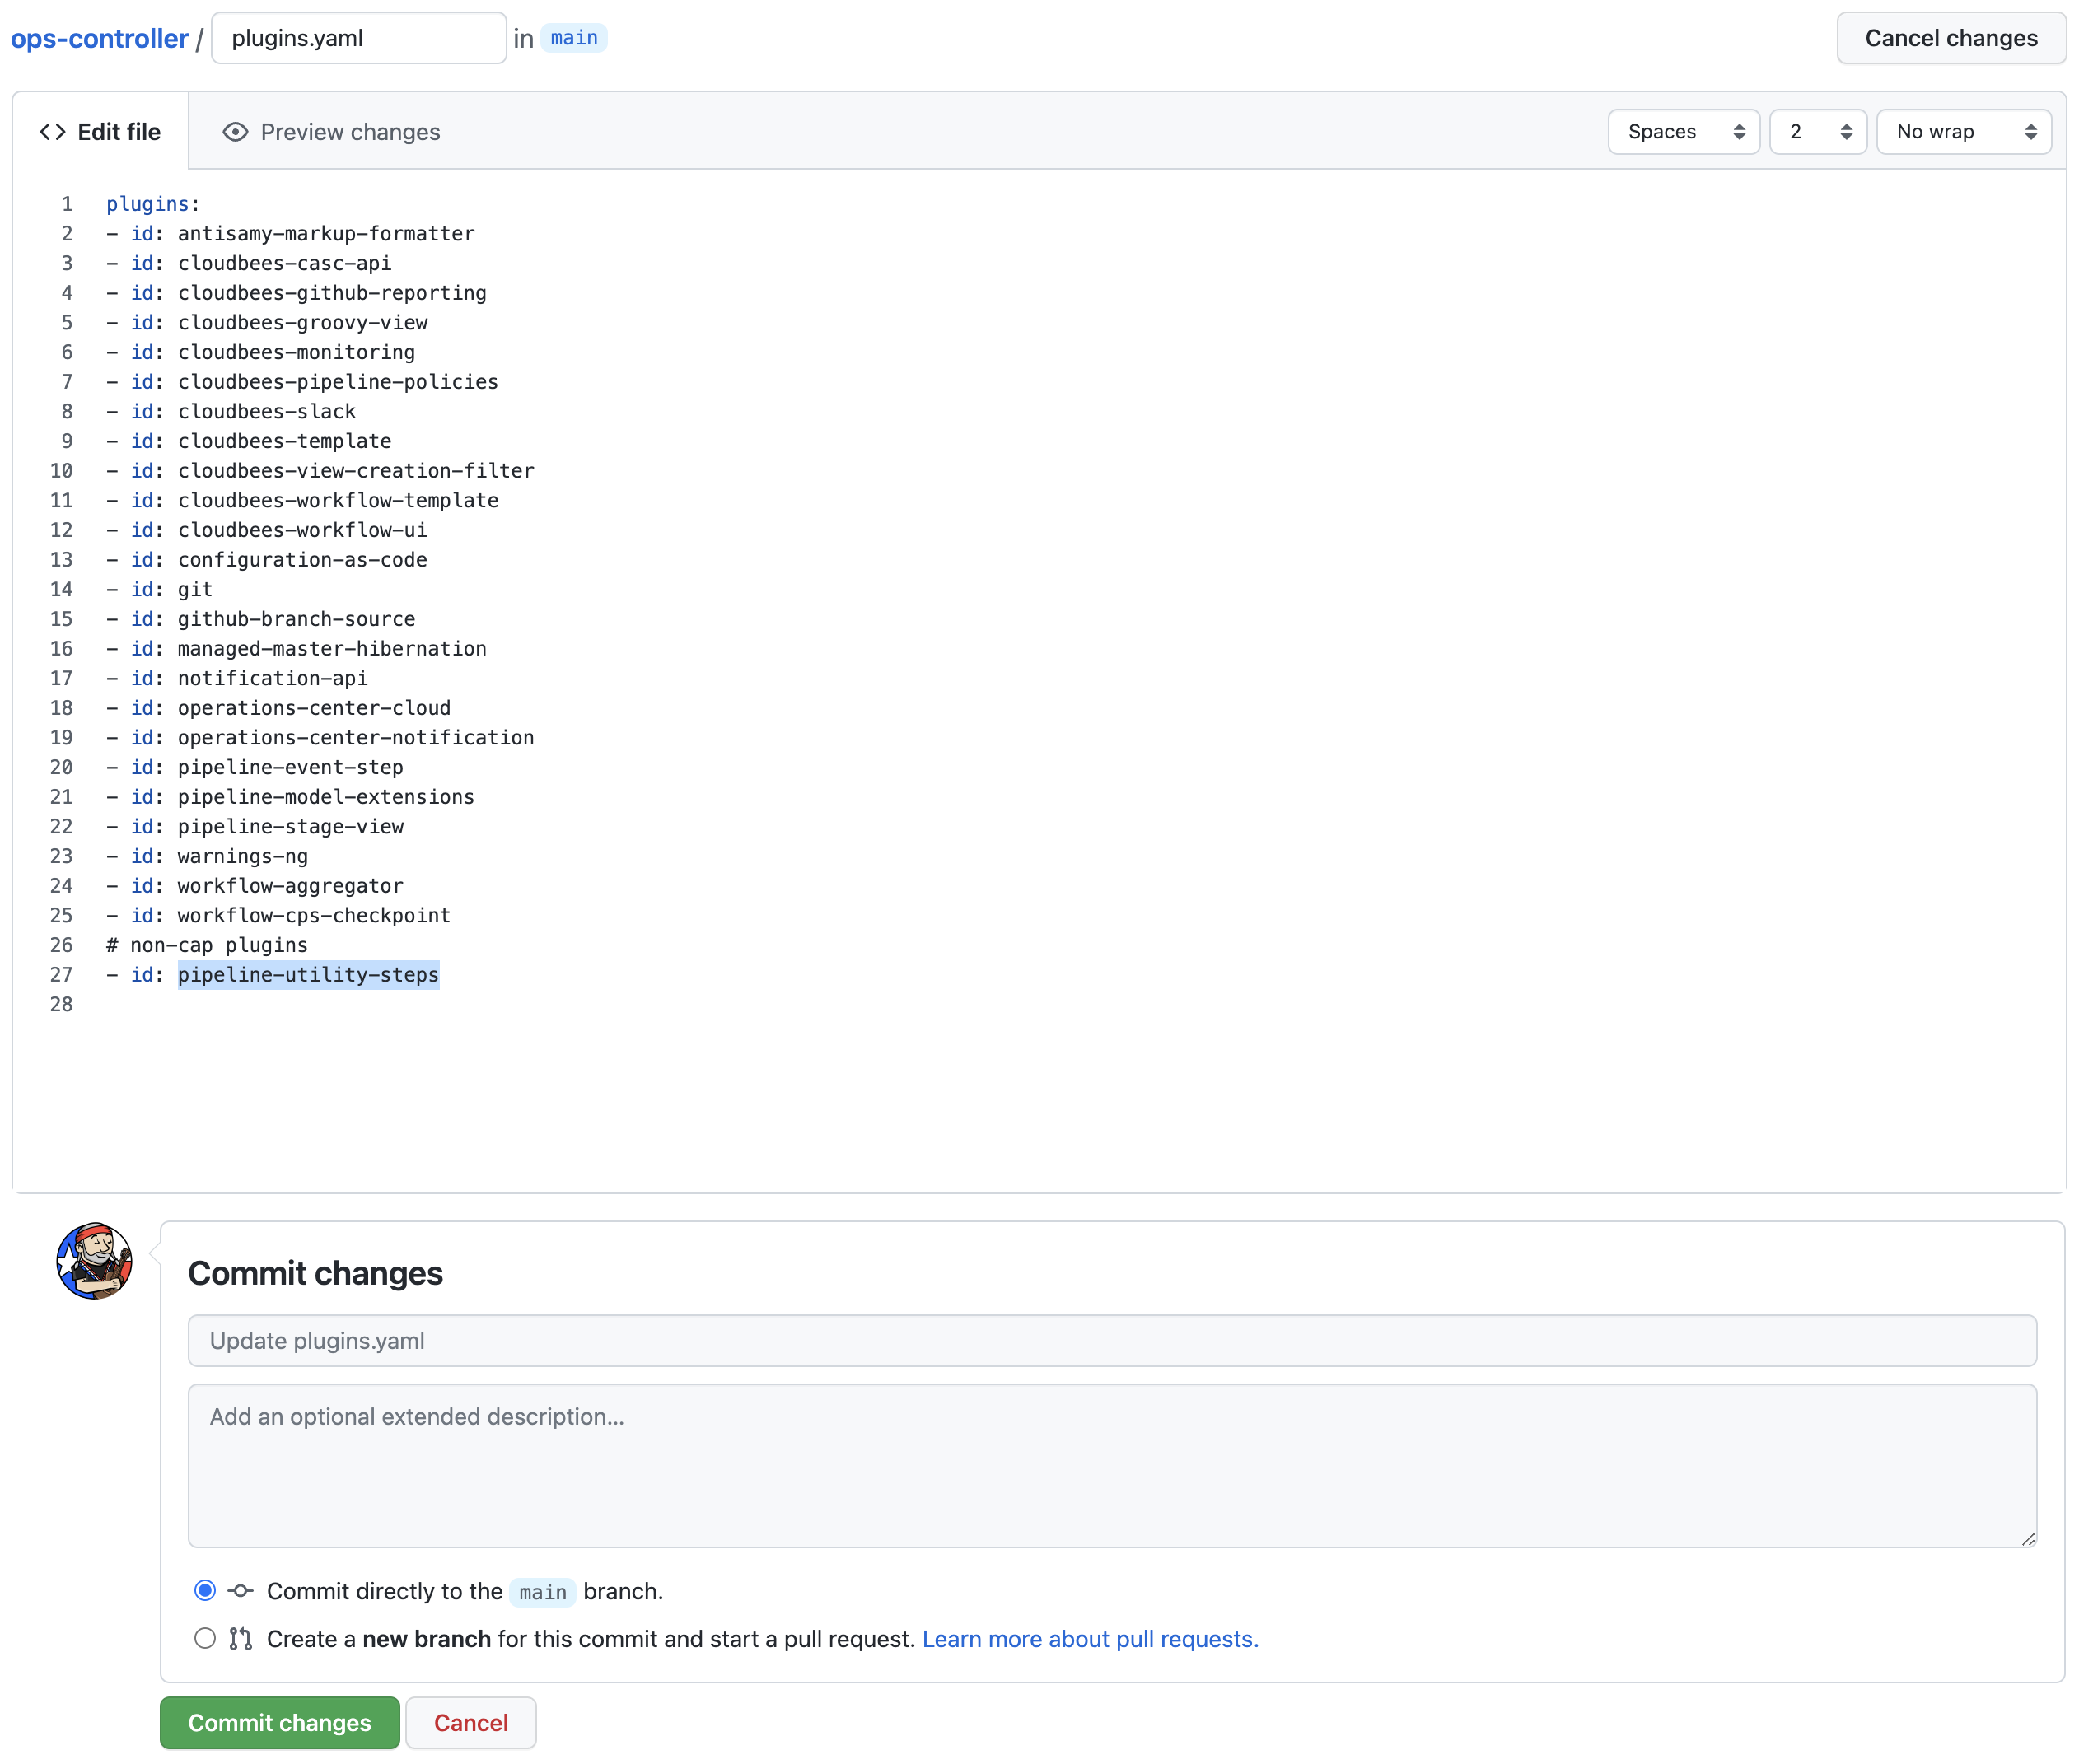 ops-controller / plugins.yaml in main Cancel changes
Edit file Preview changes Spaces 2 No wrap
1 plugins:
2 - id: antisamy-markup-formatter
3 - id: cloudbees-casc-api
4 - id: cloudbees-github-reporting
5 - id: cloudbees-groovy-view
6 - id: cloudbees-monitoring
7 - id: cloudbees-pipeline-policies
8 - id: cloudbees-slack
9 - id: cloudbees-template
10 - id: cloudbees-view-creation-filter
11 - id: cloudbees-workflow-template
12 - id: cloudbees-workflow-ui
13 - id: configuration-as-code
14 - id: git
15 - id: github-branch-source
16 - id: managed-master-hibernation
17 - id: notification-api
18 - id: operations-center-cloud
19 - id: operations-center-notification
20 - id: pipeline-event-step
21 - id: pipeline-model-extensions
22 - id: pipeline-stage-view
23 - id: warnings-ng
24 - id: workflow-aggregator
25 - id: workflow-cps-checkpoint
26 # non-cap plugins
27 - id: pipeline-utility-steps
28
Commit changes
Update plugins.yaml
Add an optional extended description...
Commit directly to the main branch.
Create a new branch for this commit and start a pull request. Learn more about pull requests.
Commit changes Cancel